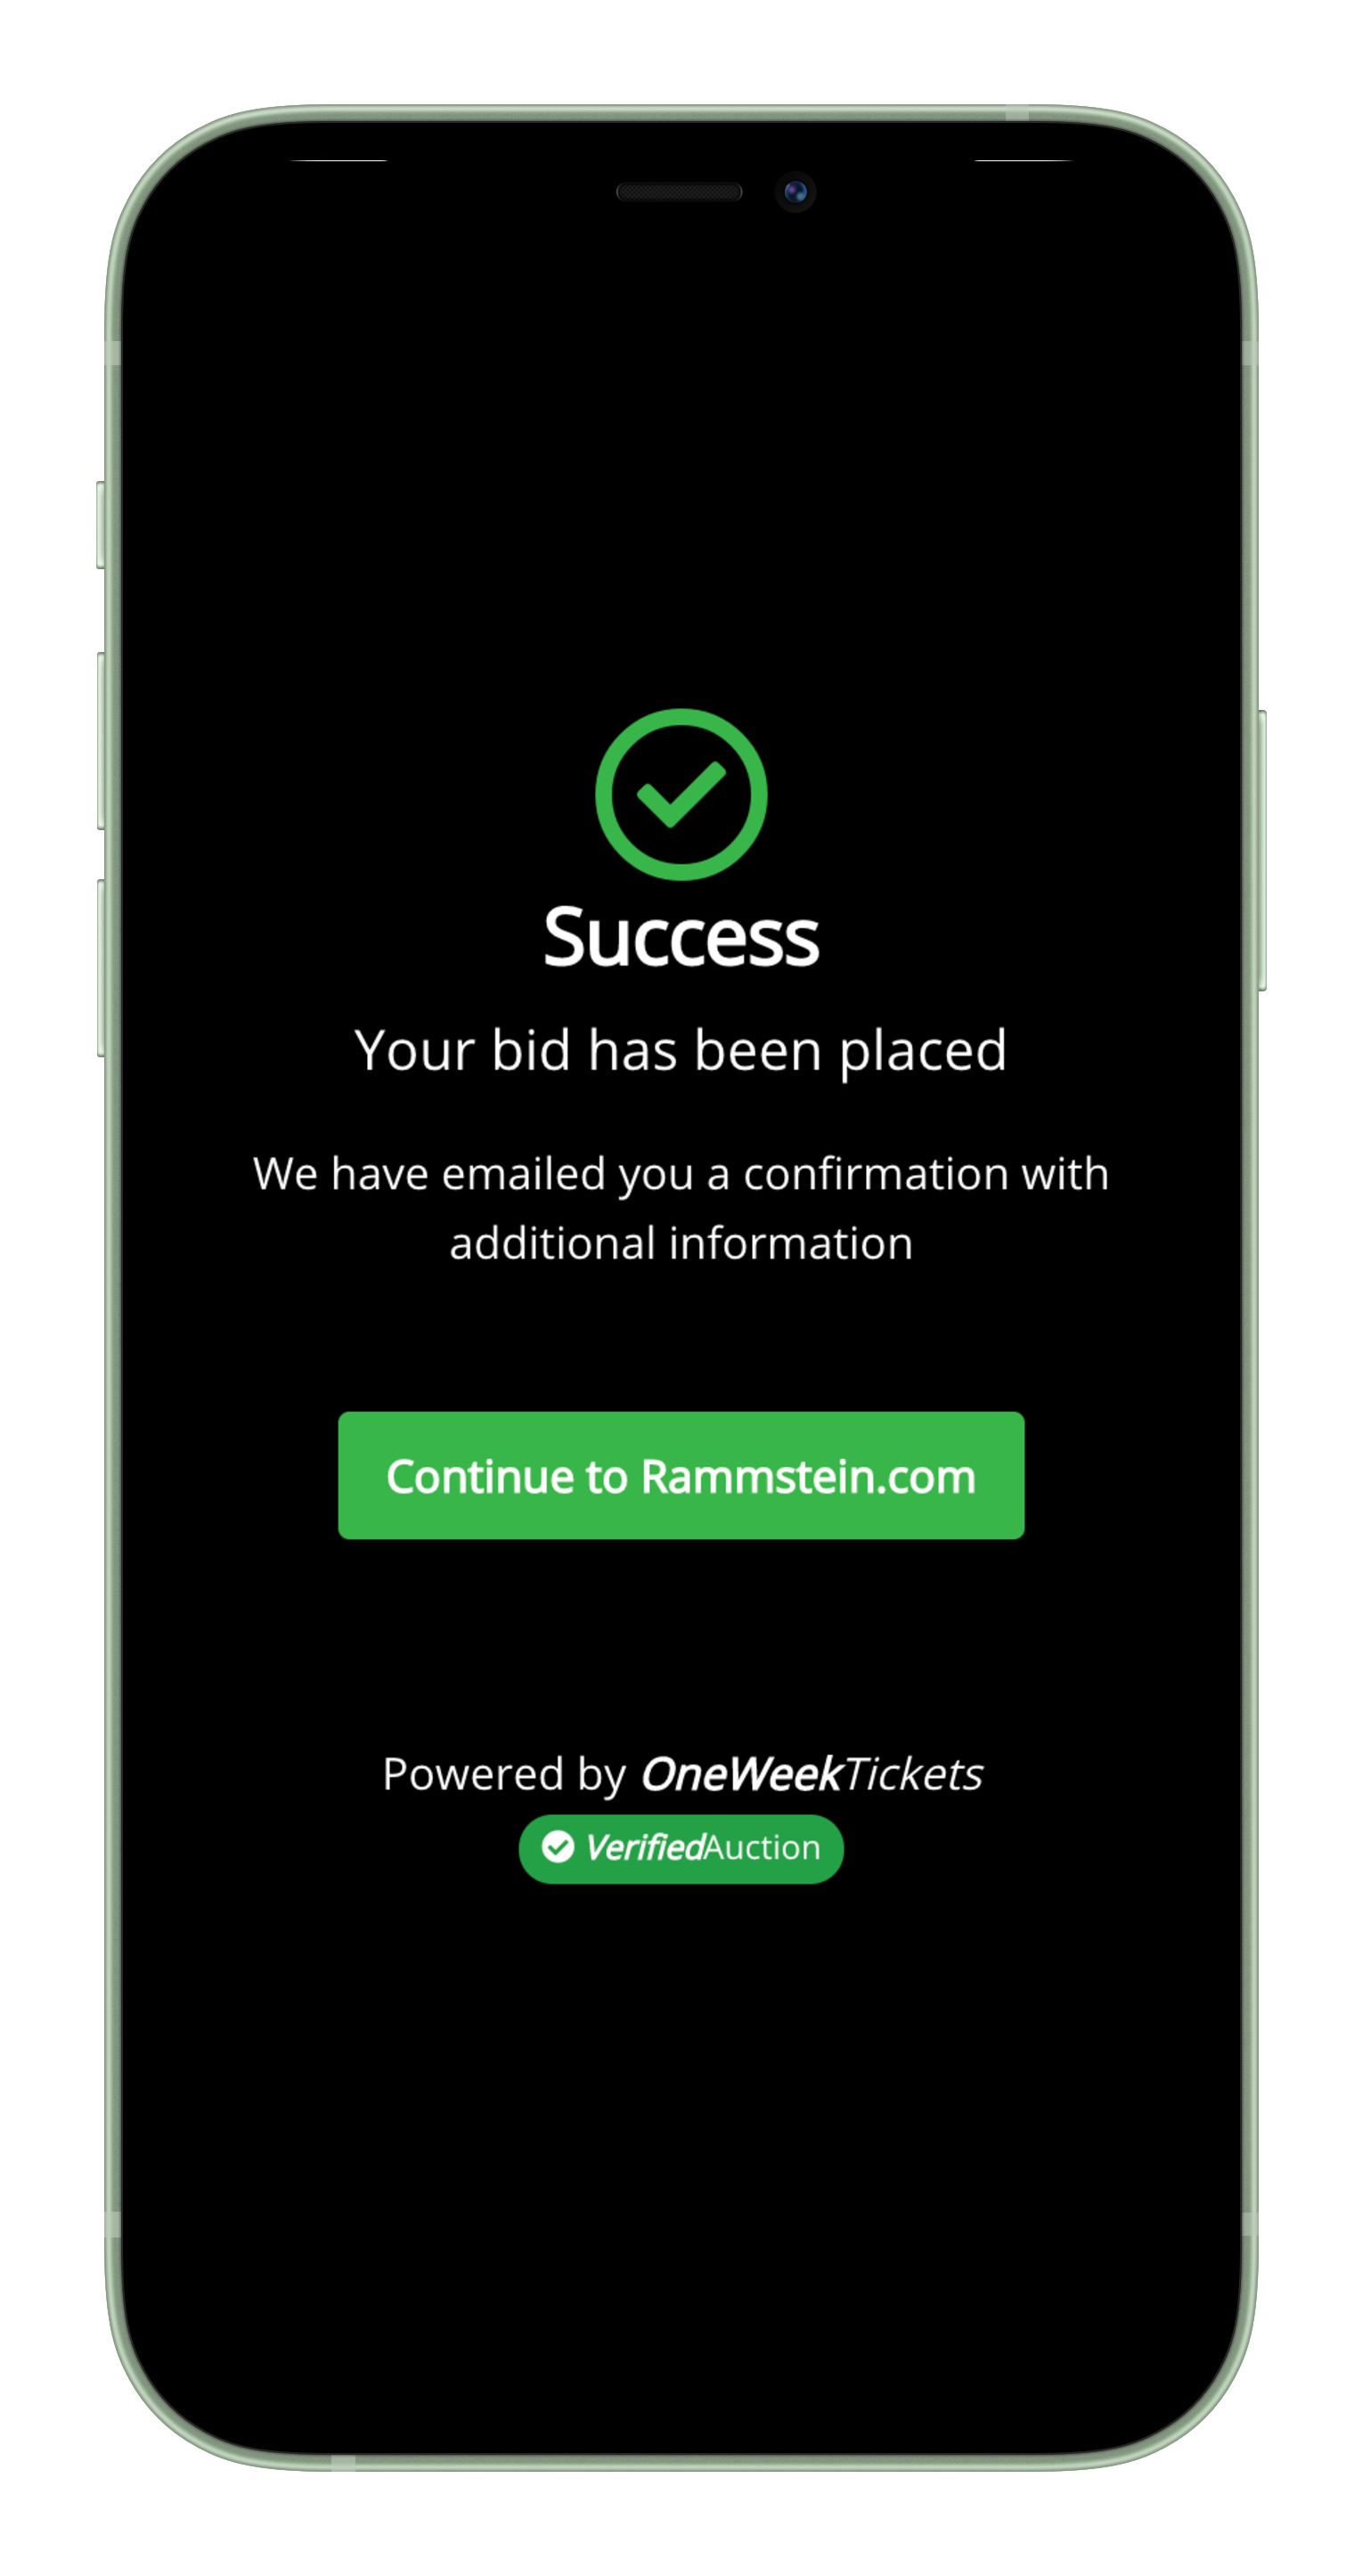 Success
Your bid has been placed
We have emailed you a confirmation with
additional information
Continue to Rammstein.com
Powered by OneWeekTickets
VerifiedAuction